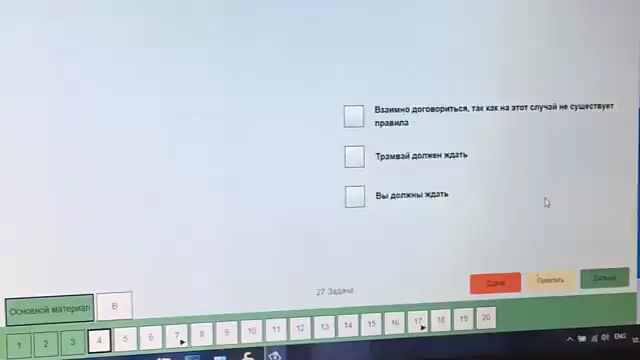 Взаимно договориться, так как на этот случай не существует
правила
Трамвай должен ждать
Вы должны ждать
27 Задача
Основной материал
B
1 2 3 4 5 6 7 8 9 10 11 12 13 14 15 16 17 18 19 20
ENG